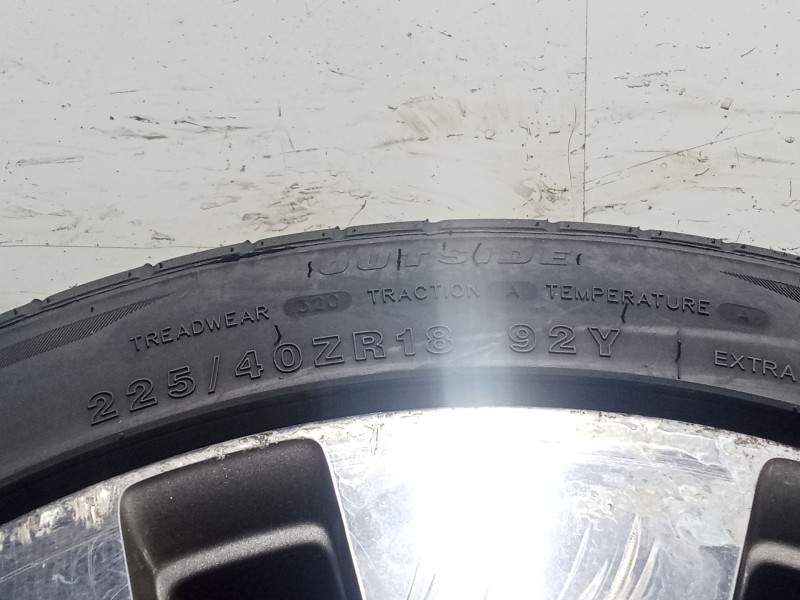 OUTSIDE
TREADWEAR 320 TRACTION A TEMPERATURE A
225/40ZR18 92Y EXTRA